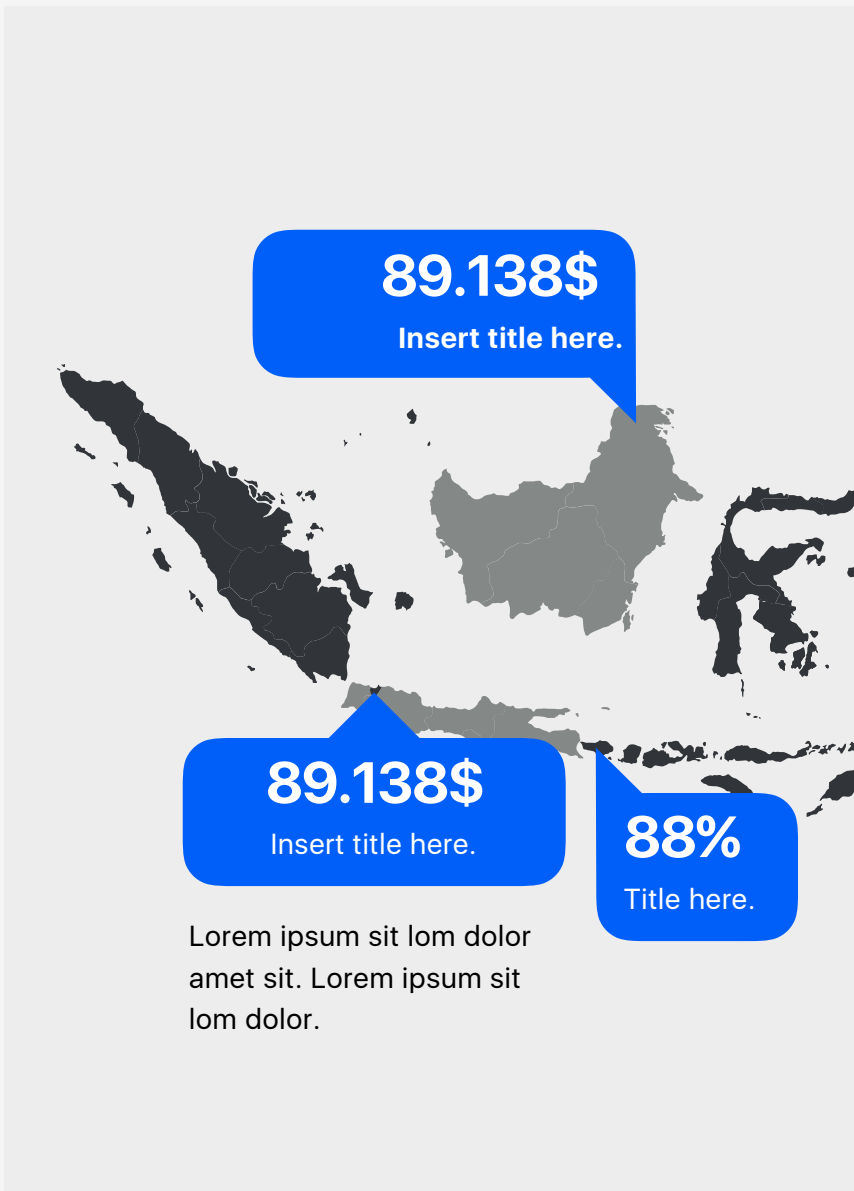 89.138$
Insert title here.
89.138$
Insert title here.
88%
Title here.
Lorem ipsum sit lom dolor
amet sit. Lorem ipsum sit
lom dolor.